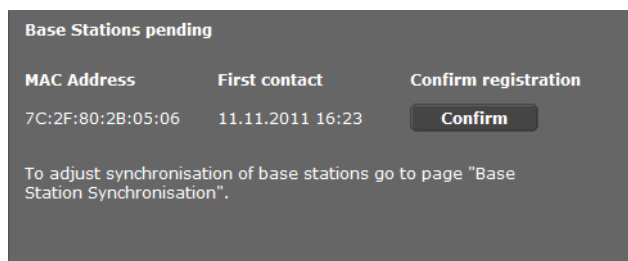 Base Stations pending
MAC Address First contact Confirm registration
7C:2F:80:2B:05:06 11.11.2011 16:23 Confirm
To adjust synchronisation of base stations go to page "Base
Station Synchronisation".